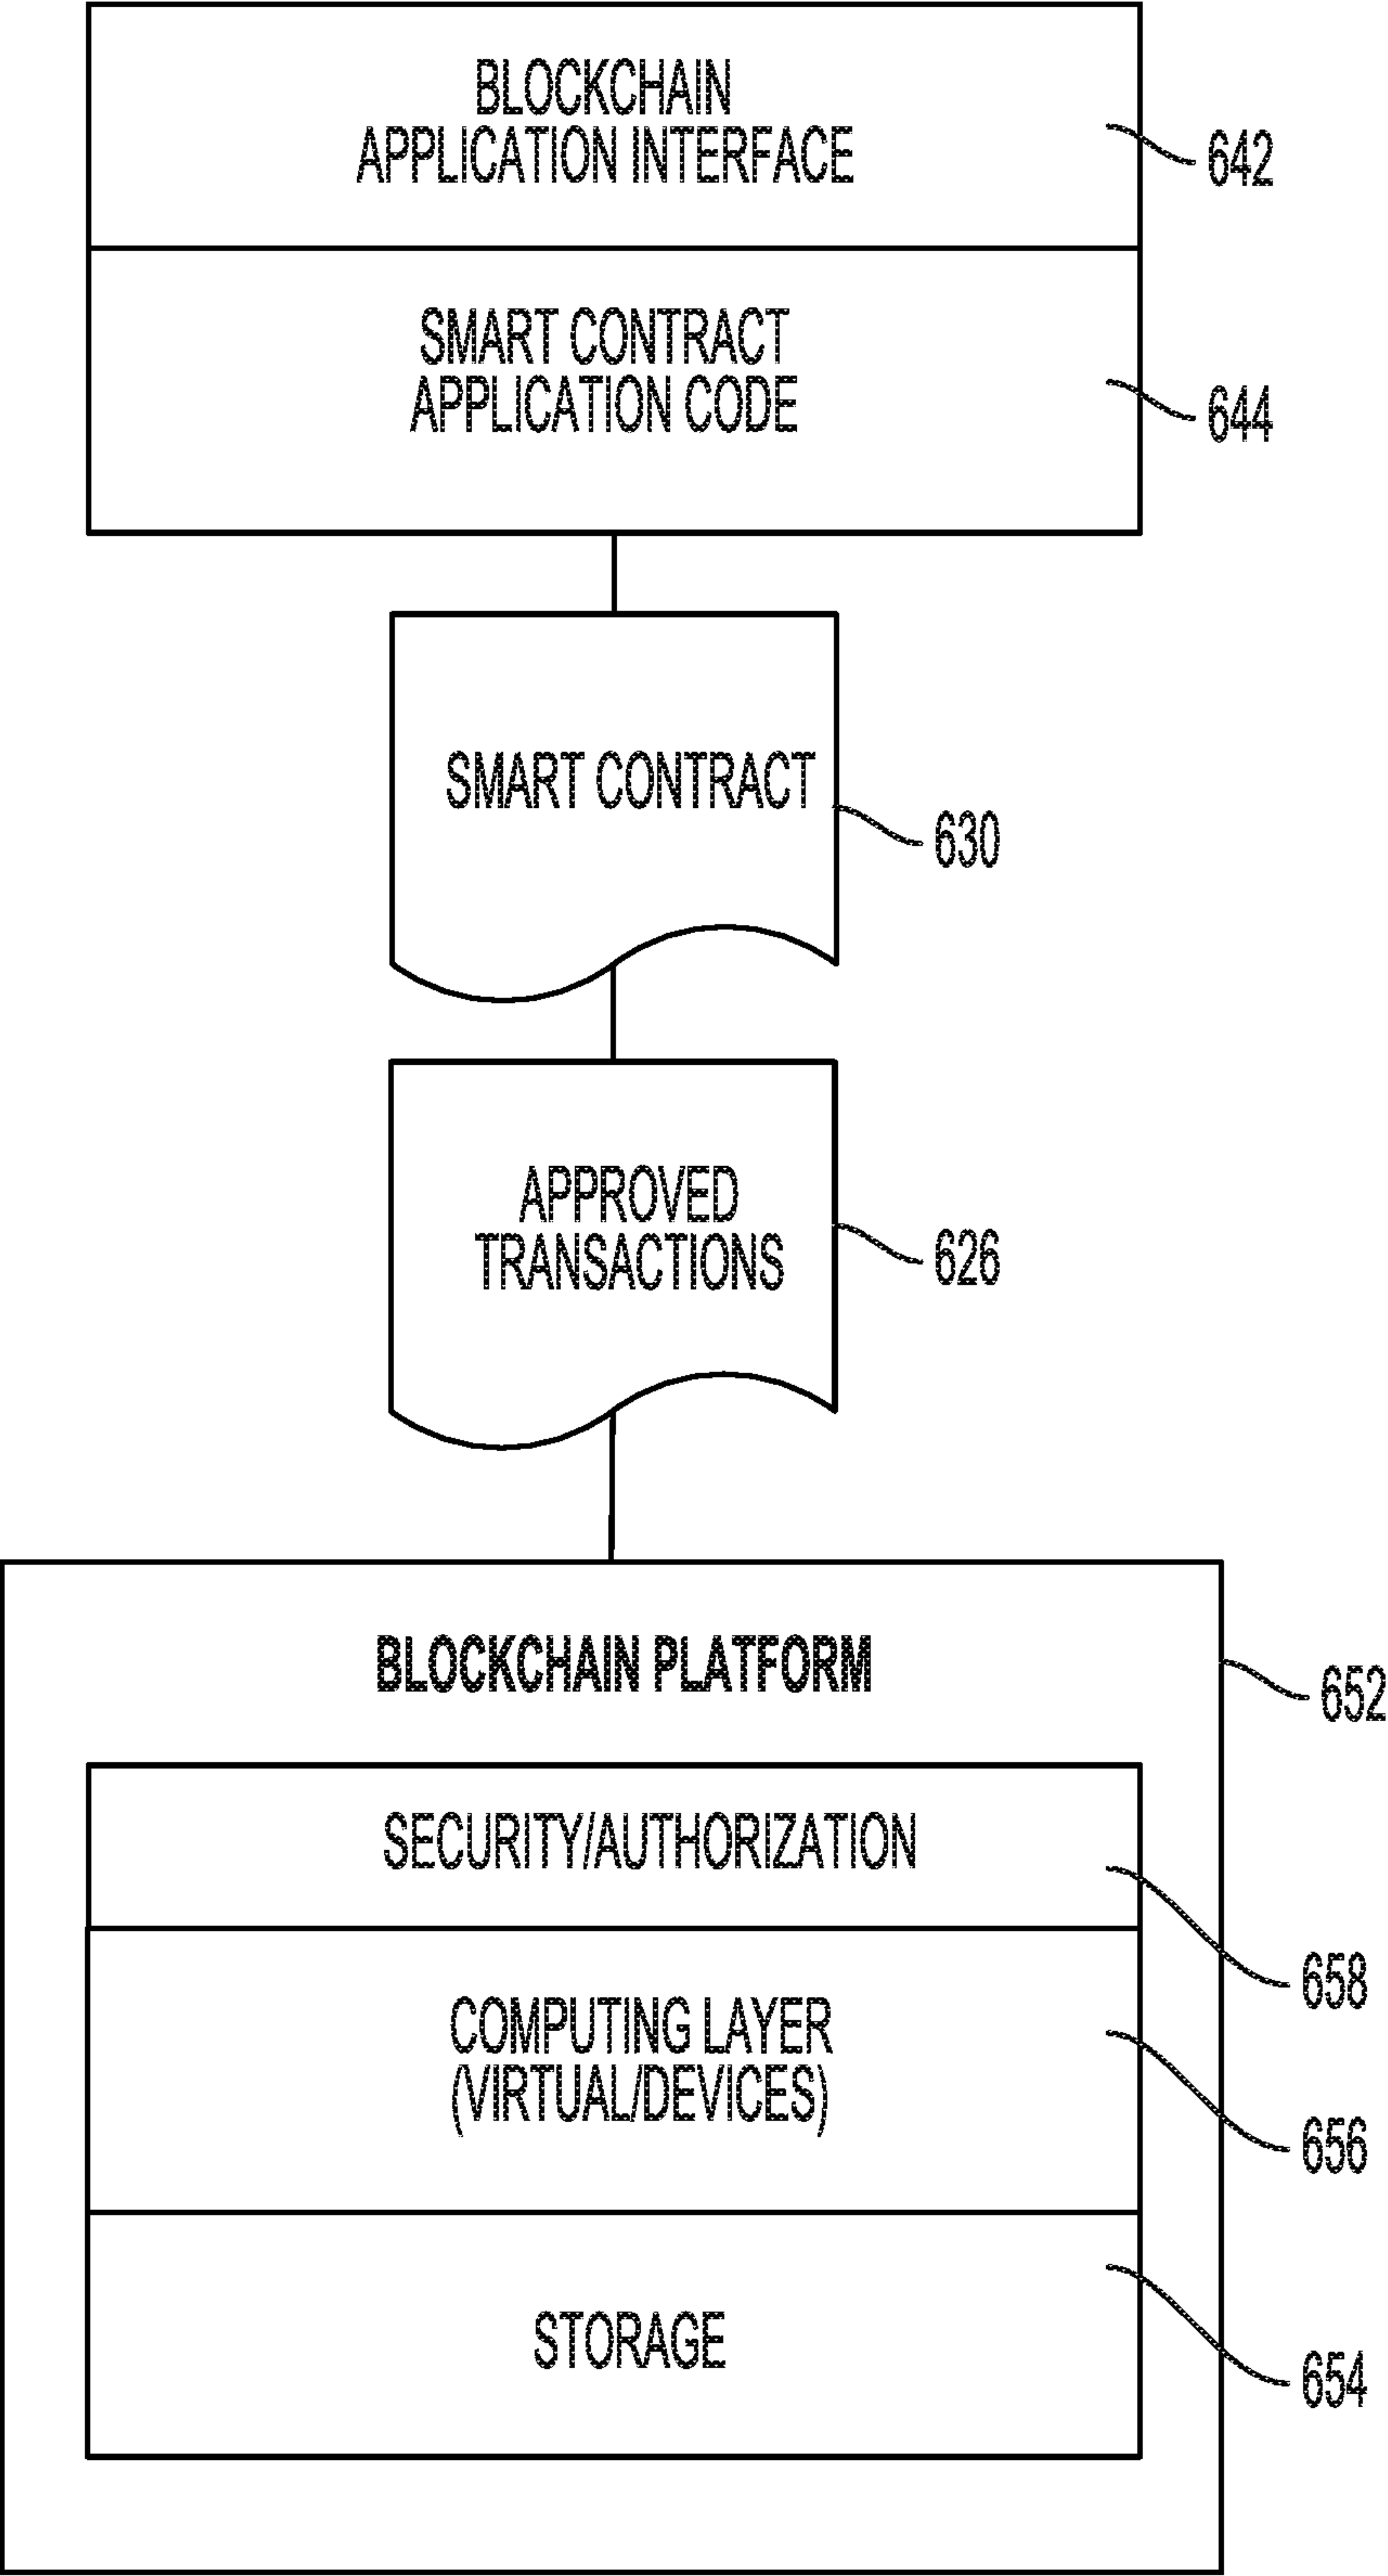 BLOCKCHAIN
APPLICATION INTERFACE
642
SMART CONTRACT
APPLICATION CODE
644
SMART CONTRACT
630
APPROVED
TRANSACTIONS
626
BLOCKCHAIN PLATFORM
652
SECURITY/AUTHORIZATION
658
COMPUTING LAYER
(VIRTUAL/DEVICES)
656
STORAGE
654